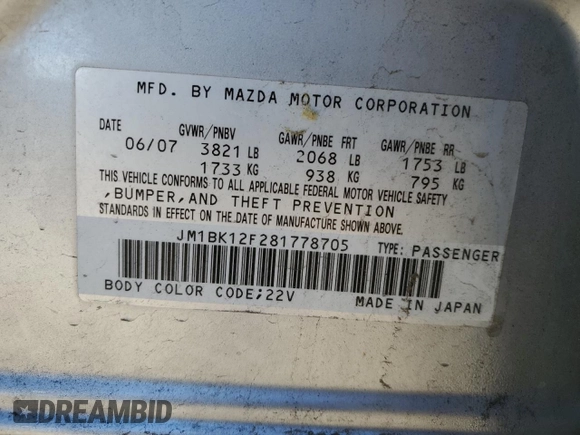 MFD. BY MAZDA MOTOR CORPORATION
DATE GVWR/PNBV GAWR/PNBE FRT GAWR/PNBE RR
06/07 3821 LB 2068 LB 1753 LB
1733 KG 938 KG 795 KG
THIS VEHICLE CONFORMS TO ALL APPLICABLE FEDERAL MOTOR VEHICLE SAFETY
,BUMPER,AND THEFT PREVENTION
STANDARDS IN EFFECT ON THE DATE OF MANUFACTURE SHOWN ABOVE.
JM1BK12F281778705 TYPE: PASSENGER
BODY COLOR CODE;22V MADE IN JAPAN
DREAMBID